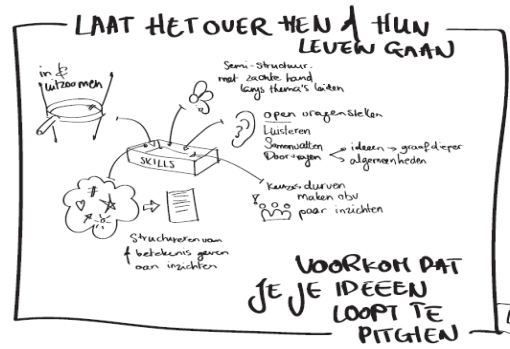 LAAT HET OVER HEN & HUN
LEVEN GAAN
in &
uitzoomen
Semi-structuur.
met zachte hand
langs thema's leiden
open vragen stellen
Luisteren
Samenvatten
Doorvragen
ideeen → graaf dieper
algemeenheden
SKILLS
keuzes durven
maken obv
paar inzichten
Structureren van
& betekenis geven
aan inzichten
VOORKOM DAT
JE JE IDEEEN
LOOPT TE
PITCHEN